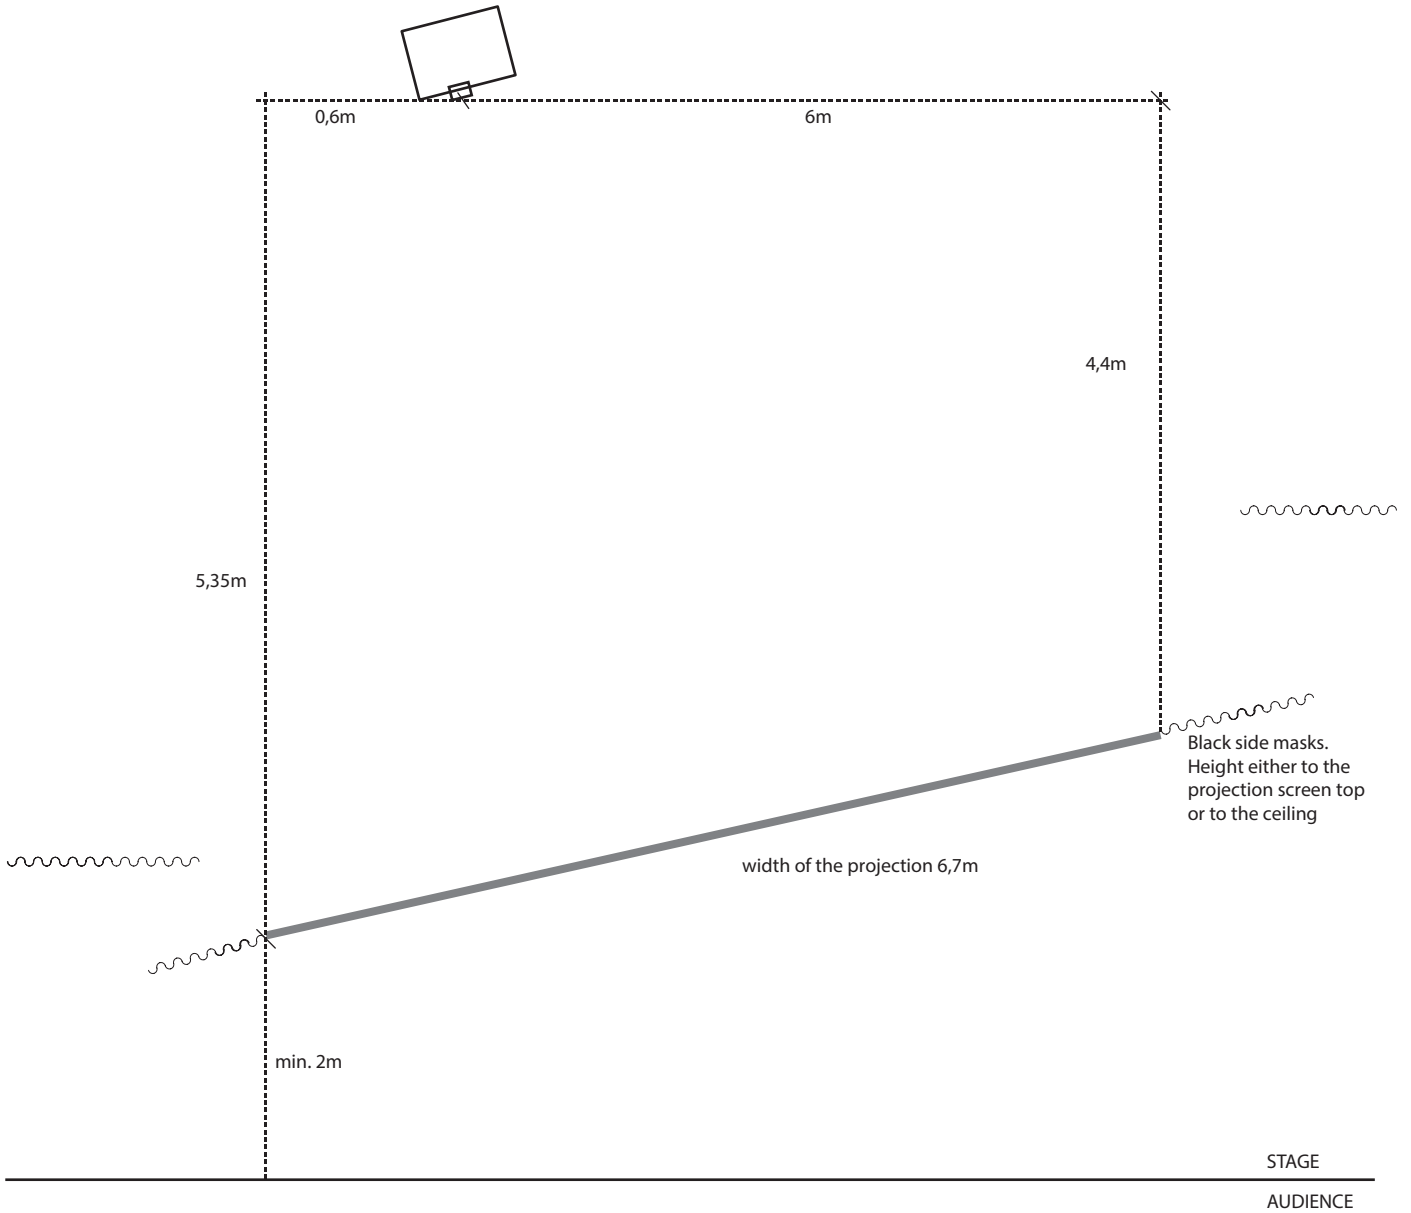 0,6m
6m
4,4m
5,35m
Black side masks.
Height either to the
projection screen top
or to the ceiling
width of the projection 6,7m
min. 2m
STAGE
AUDIENCE